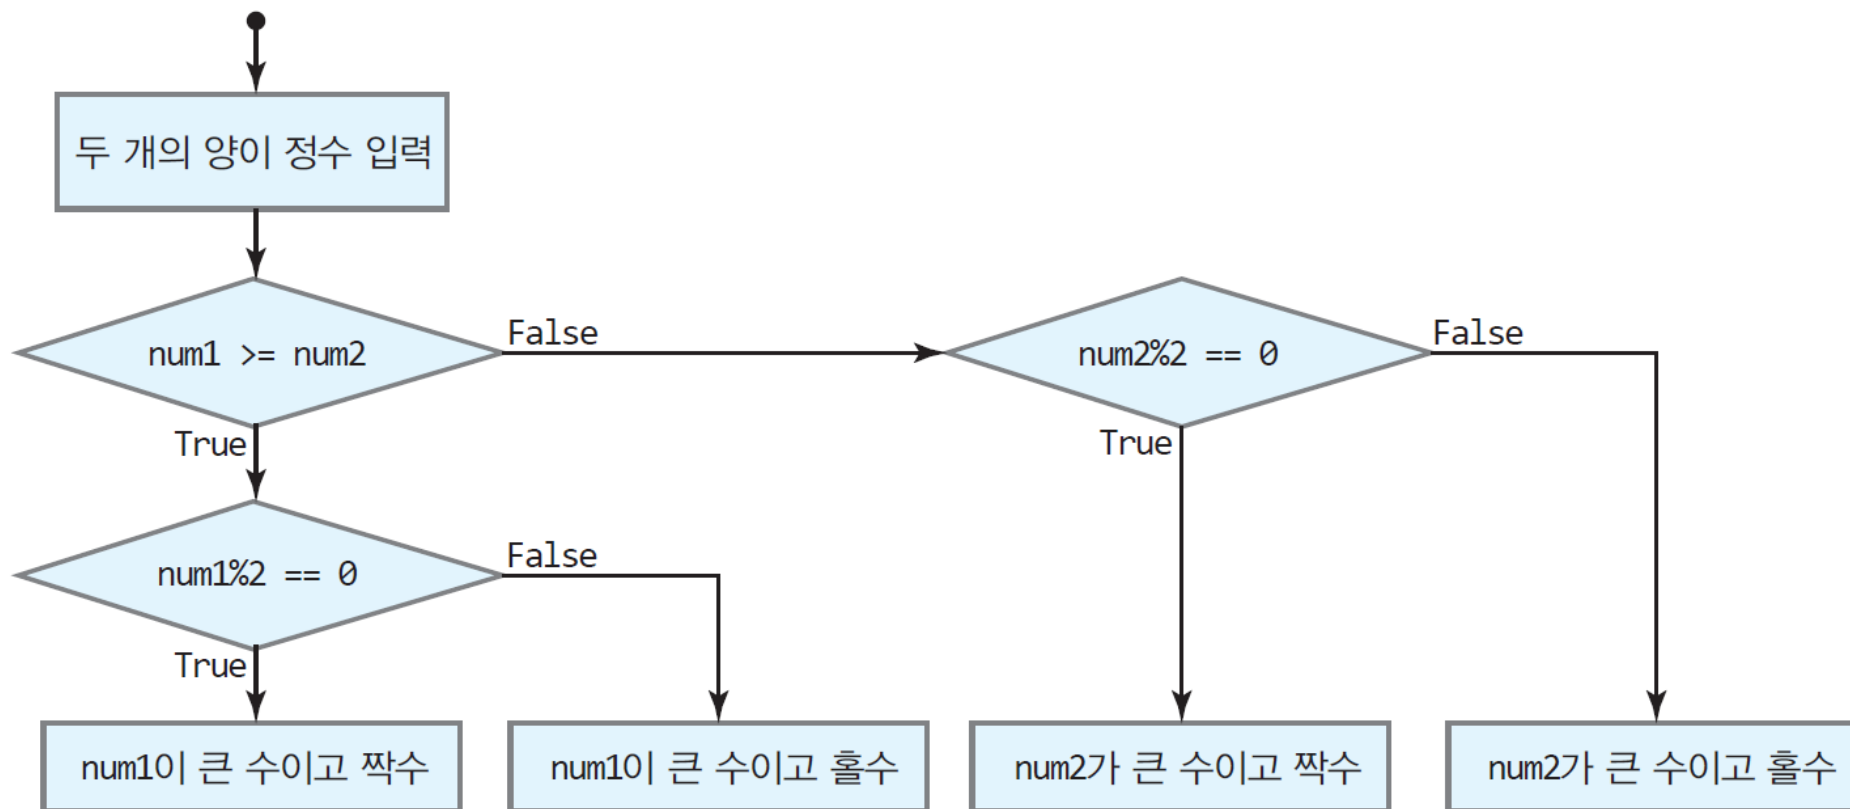 두 개의 양이 정수 입력
num1 >= num2
False
num2%2 == 0
False
True
True
num1%2 == 0
False
True
num1이 큰 수이고 짝수
num1이 큰 수이고 홀수
num2가 큰 수이고 짝수
num2가 큰 수이고 홀수